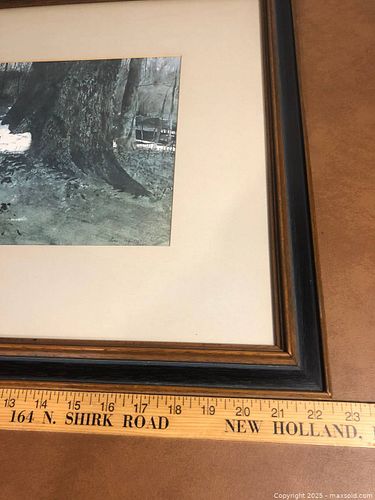 13 14 15 16 17 18 19 20 21 22 23
164 N. SHIRK ROAD NEW HOLLAND,
Copyright 2025 - maxsold.com